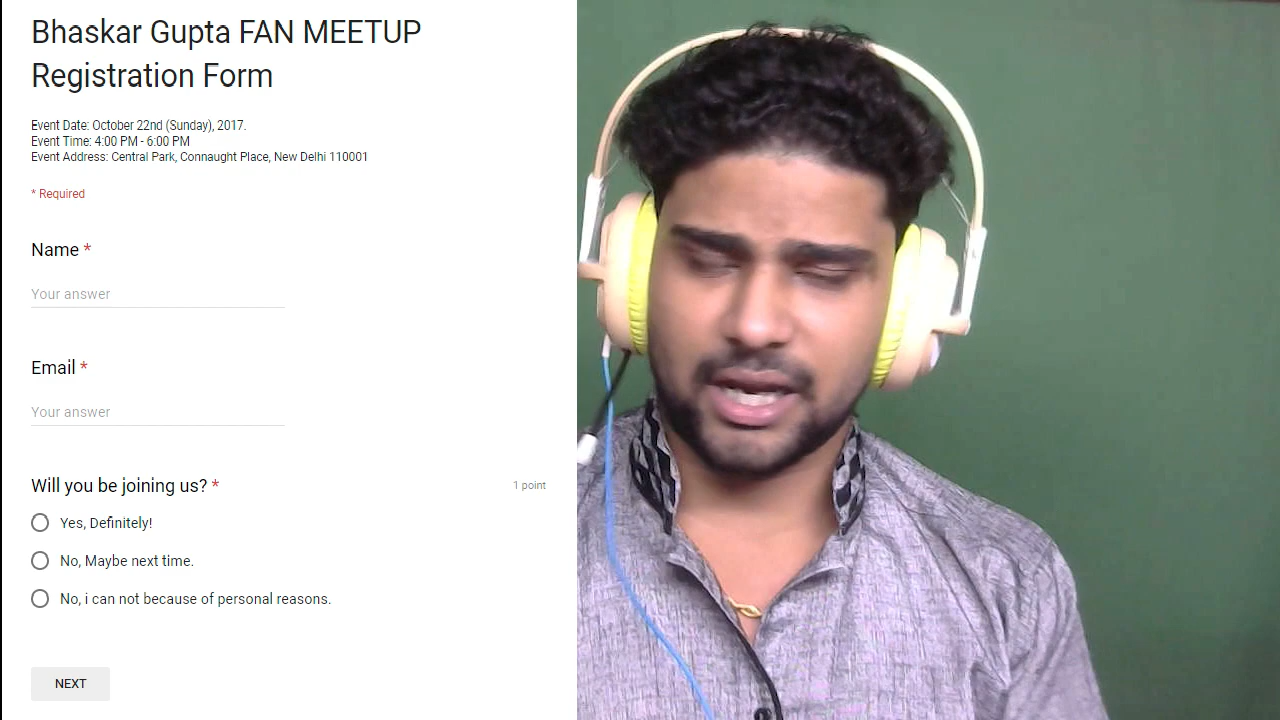 Bhaskar Gupta FAN MEETUP
Registration Form
Event Date: October 22nd (Sunday), 2017.
Event Time: 4:00 PM - 6:00 PM
Event Address: Central Park, Connaught Place, New Delhi 110001
* Required
Name *
Your answer
Email *
Your answer
Will you be joining us? *
1 point
Yes, Definitely!
No, Maybe next time.
No, i can not because of personal reasons.
NEXT